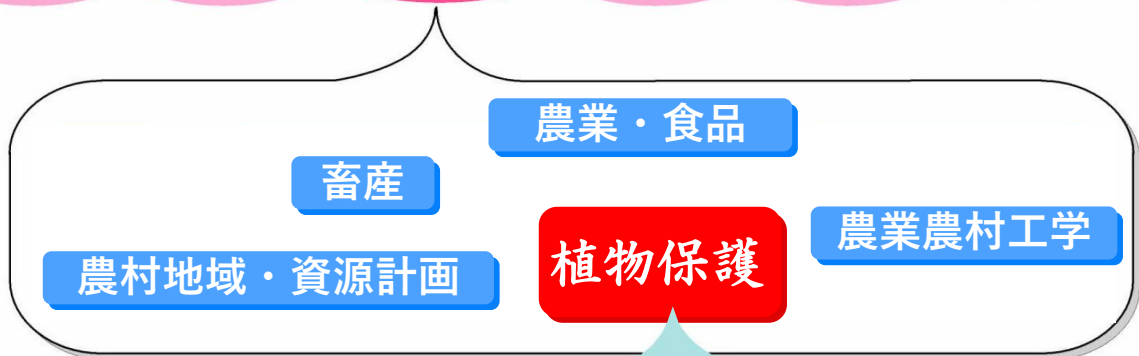 農業・食品
畜産
農業農村工学
植物保護
農村地域・資源計画